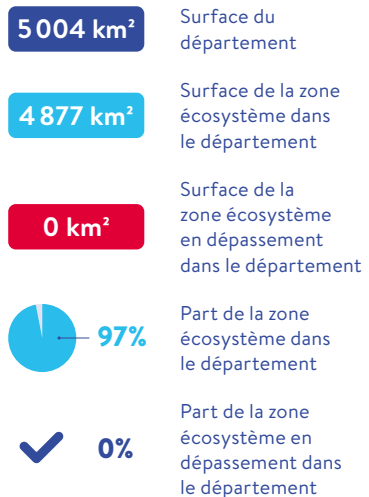 5 004 km²
Surface du
département
4 877 km²
Surface de la zone
écosystème dans
le département
0 km²
Surface de la
zone écosystème
en dépassement
dans le département
97%
Part de la zone
écosystème dans
le département
0%
Part de la zone
écosystème en
dépassement dans
le département